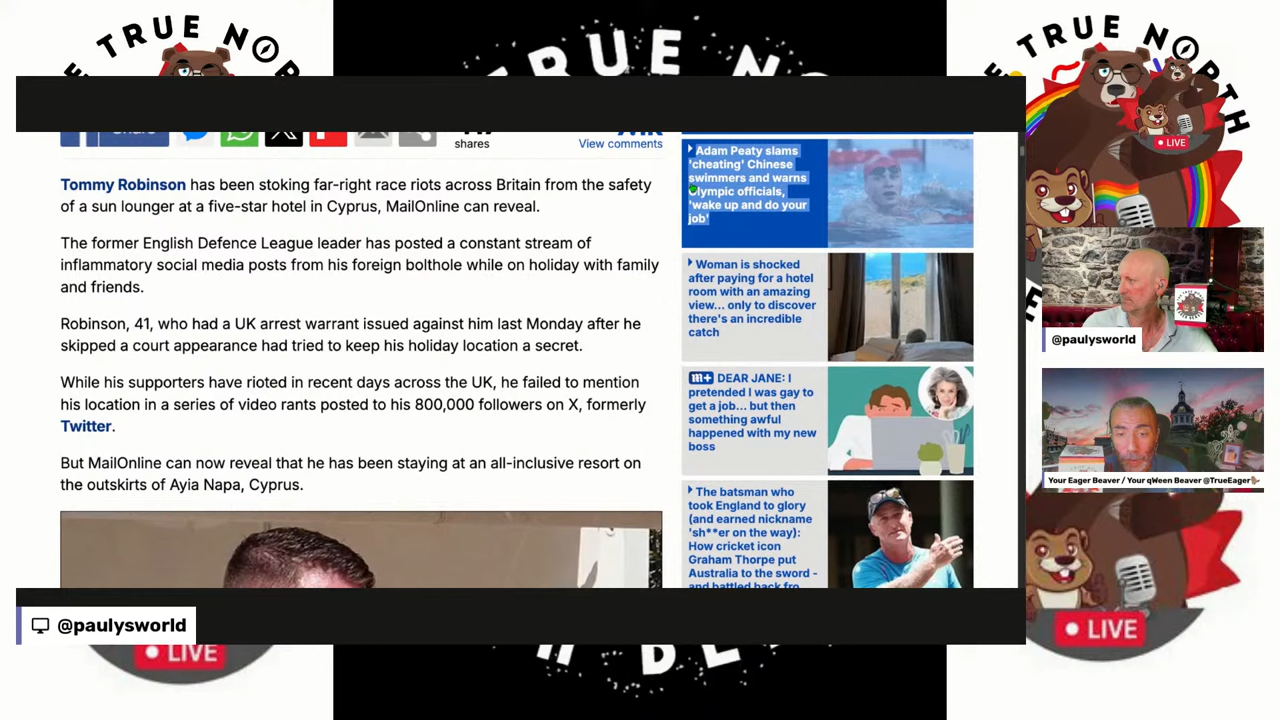 TRUE NORTH
TRUE NO
TRUE NORTH
LIVE
Share
shares
View comments
Tommy Robinson has been stoking far-right race riots across Britain from the safety
of a sun lounger at a five-star hotel in Cyprus, MailOnline can reveal.
The former English Defence League leader has posted a constant stream of
inflammatory social media posts from his foreign bolthole while on holiday with family
and friends.
Robinson, 41, who had a UK arrest warrant issued against him last Monday after he
skipped a court appearance had tried to keep his holiday location a secret.
While his supporters have rioted in recent days across the UK, he failed to mention
his location in a series of video rants posted to his 800,000 followers on X, formerly
Twitter.
But MailOnline can now reveal that he has been staying at an all-inclusive resort on
the outskirts of Ayia Napa, Cyprus.
Adam Peaty slams
'cheating' Chinese
swimmers and warns
Olympic officials,
'wake up and do your
job'
Woman is shocked
after paying for a hotel
room with an amazing
view... only to discover
there's an incredible
catch
m+ DEAR JANE: I
pretended I was gay to
get a job... but then
something awful
happened with my new
boss
The batsman who
took England to glory
(and earned nickname
'sh**er on the way):
How cricket icon
Graham Thorpe put
Australia to the sword -
and battled back fro
@paulysworld
Your Eager Beaver / Your qWeen Beaver @TrueEager🦫
@paulysworld
LIVE
LIVE